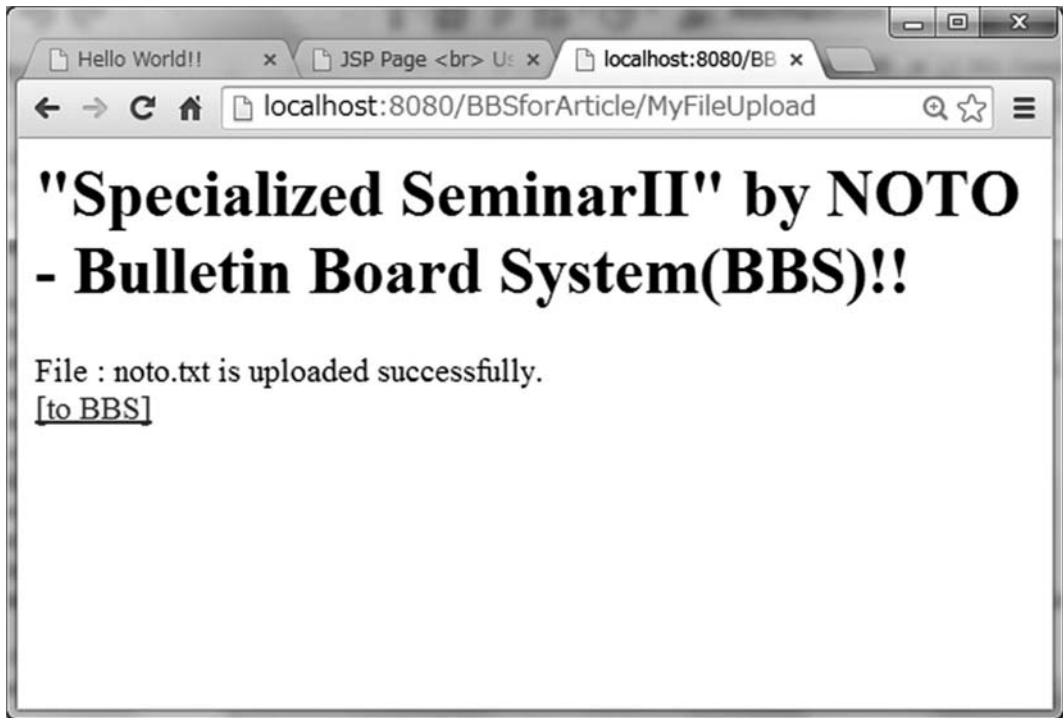 Hello World!!
JSP Page <br> Us
localhost:8080/BB
localhost:8080/BBSforArticle/MyFileUpload
"Specialized SeminarII" by NOTO
- Bulletin Board System(BBS)!!
File : noto.txt is uploaded successfully.
[to BBS]